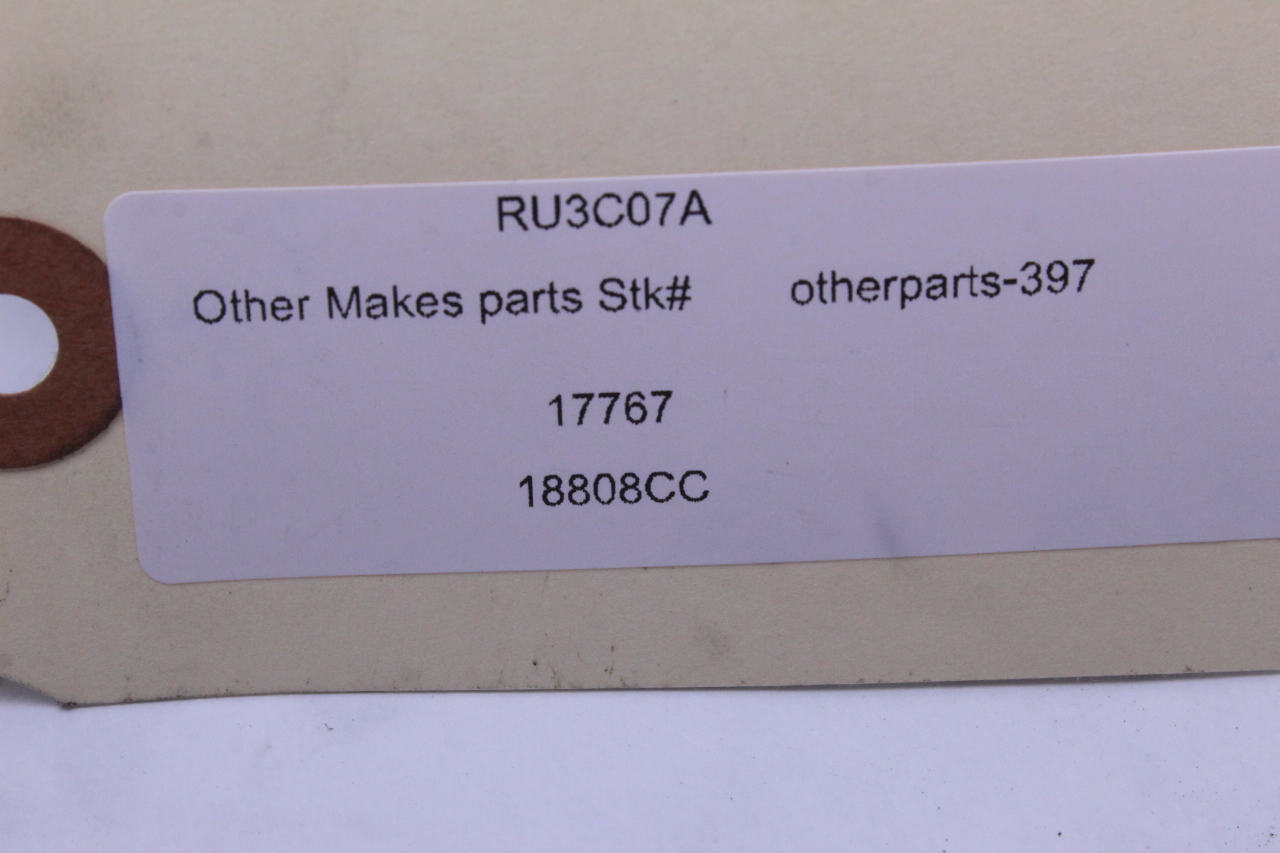 RU3C07A
Other Makes parts Stk# otherparts-397
17767
18808CC